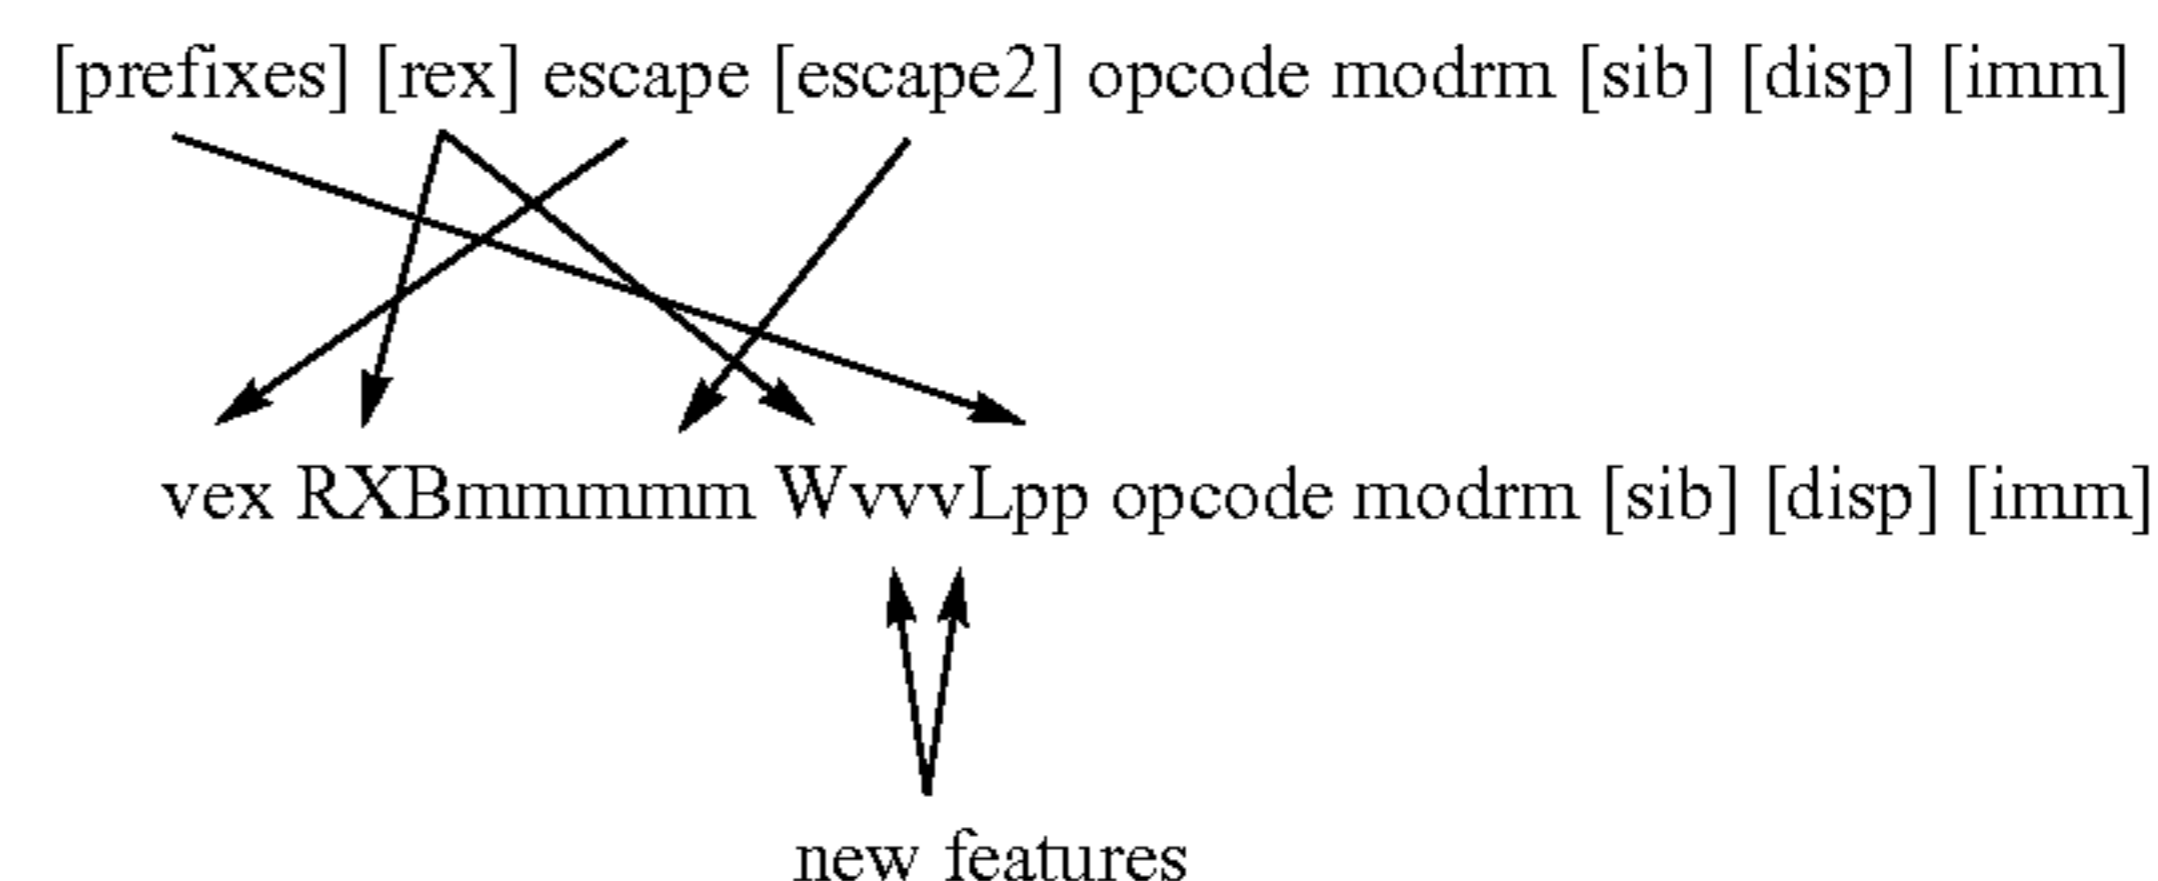 [prefixes] [rex] escape [escape2] opcode modrm [sib] [disp] [imm]
vex RXBmmmmm WvvvLpp opcode modrm [sib] [disp] [imm]
new features